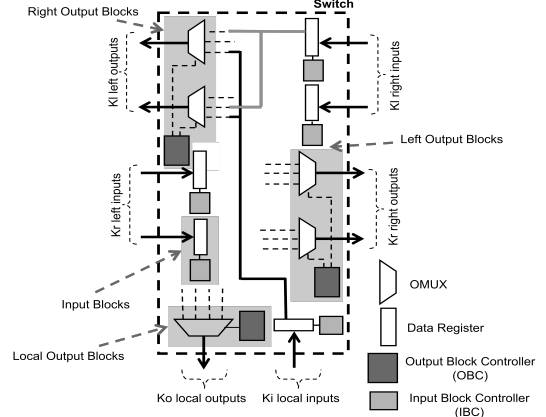 Switch
Right Output Blocks
Kl left outputs
Kl right inputs
Left Output Blocks
Kr left inputs
Kr right outputs
Input Blocks
OMUX
Data Register
Local Output Blocks
Output Block Controller
(OBC)
Ko local outputs
Ki local inputs
Input Block Controller
(IBC)